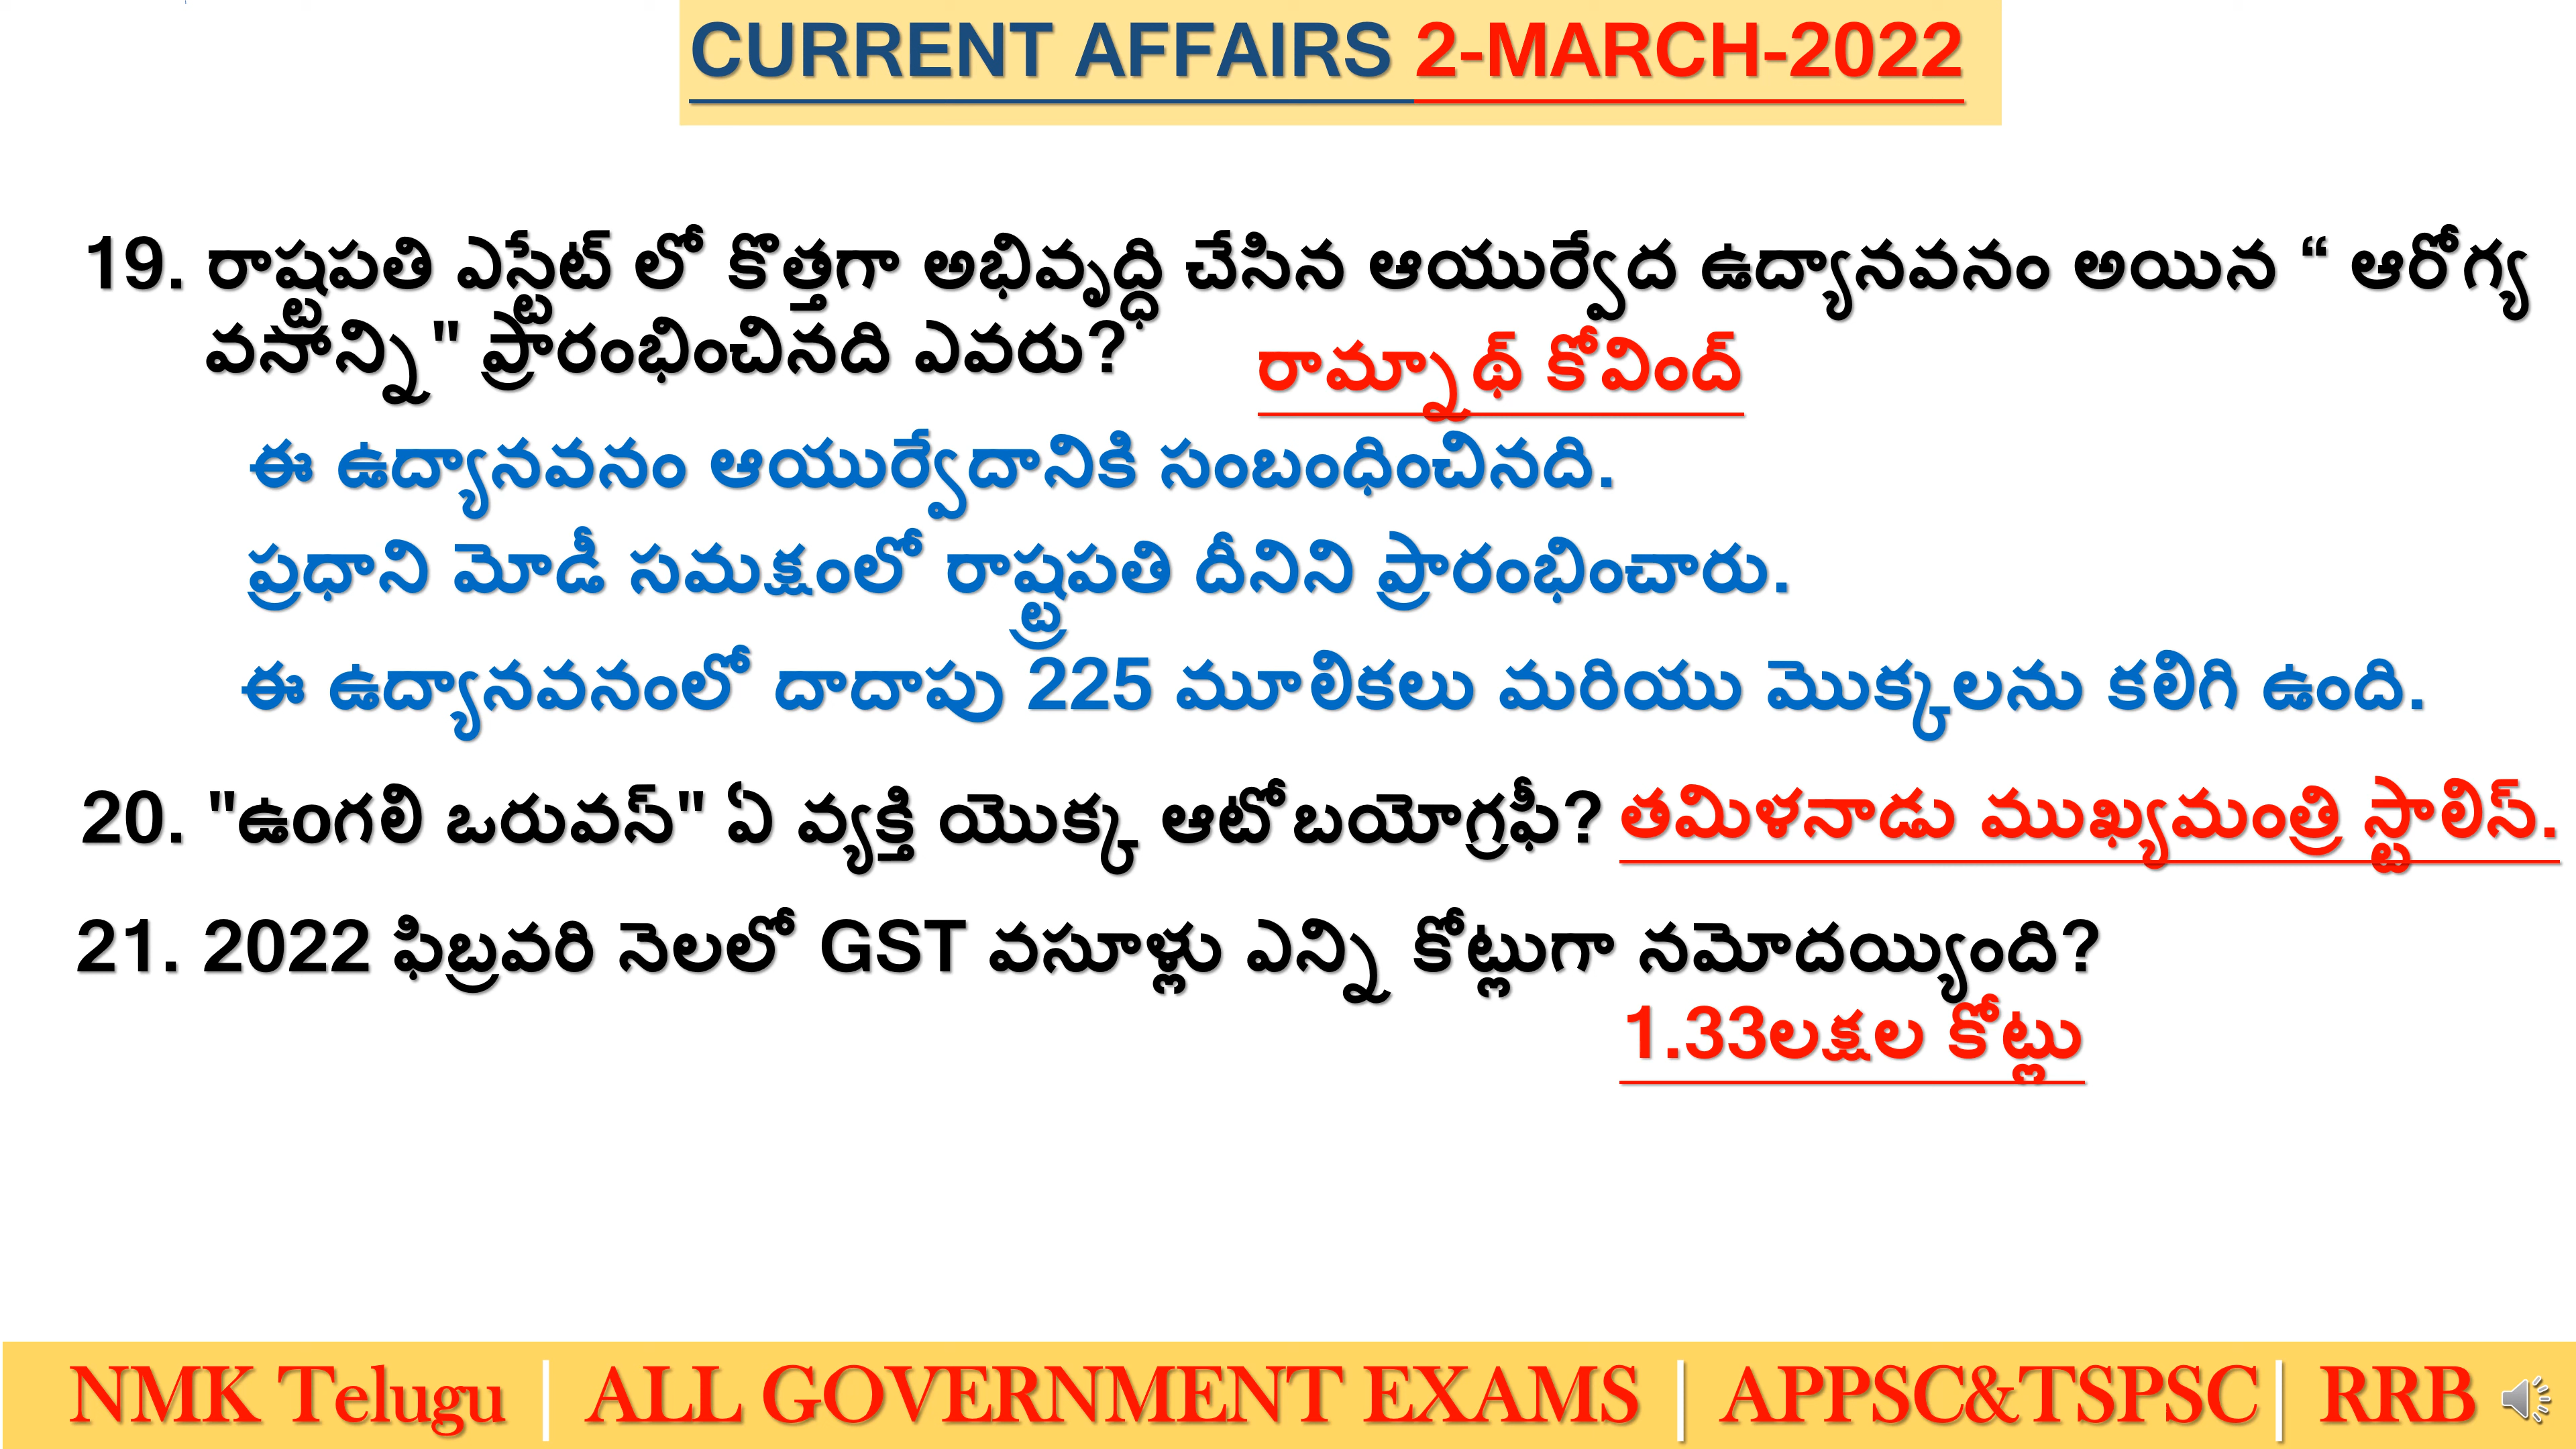 CURRENT AFFAIRS 2-MARCH-2022
19. రాష్ట్రపతి ఎస్టేట్ లో కొత్తగా అభివృద్ధి చేసిన ఆయుర్వేద ఉద్యానవనం అయిన “ ఆరోగ్య
వనాన్ని" ప్రారంభించినది ఎవరు? రామ్నాథ్ కోవింద్
ఈ ఉద్యానవనం ఆయుర్వేదానికి సంబంధించినది.
ప్రధాని మోడీ సమక్షంలో రాష్ట్రపతి దీనిని ప్రారంభించారు.
ఈ ఉద్యానవనంలో దాదాపు 225 మూలికలు మరియు మొక్కలను కలిగి ఉంది.
20. "ఉంగలి ఒరువన్" ఏ వ్యక్తి యొక్క ఆటోబయోగ్రఫీ? తమిళనాడు ముఖ్యమంత్రి స్టాలిన్.
21. 2022 ఫిబ్రవరి నెలలో GST వసూళ్లు ఎన్ని కోట్లుగా నమోదయ్యింది?
1.33లక్షల కోట్లు
NMK Telugu | ALL GOVERNMENT EXAMS | APPSC&TSPSC| RRB